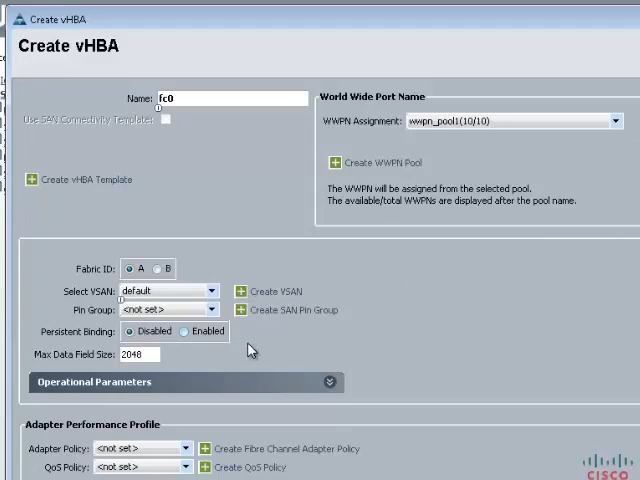 Create vHBA
Create vHBA
Name: fc0
Use SAN Connectivity Template:
Create vHBA Template
World Wide Port Name
WWPN Assignment: wwpn_pool1(10/10)
Create WWPN Pool
The WWPN will be assigned from the selected pool.
The available/total WWPNs are displayed after the pool name.
Fabric ID: A B
Select VSAN: default Create VSAN
Pin Group: <not set> Create SAN Pin Group
Persistent Binding: Disabled Enabled
Max Data Field Size: 2048
Operational Parameters
Adapter Performance Profile
Adapter Policy: <not set> Create Fibre Channel Adapter Policy
QoS Policy: <not set> Create QoS Policy
CISCO